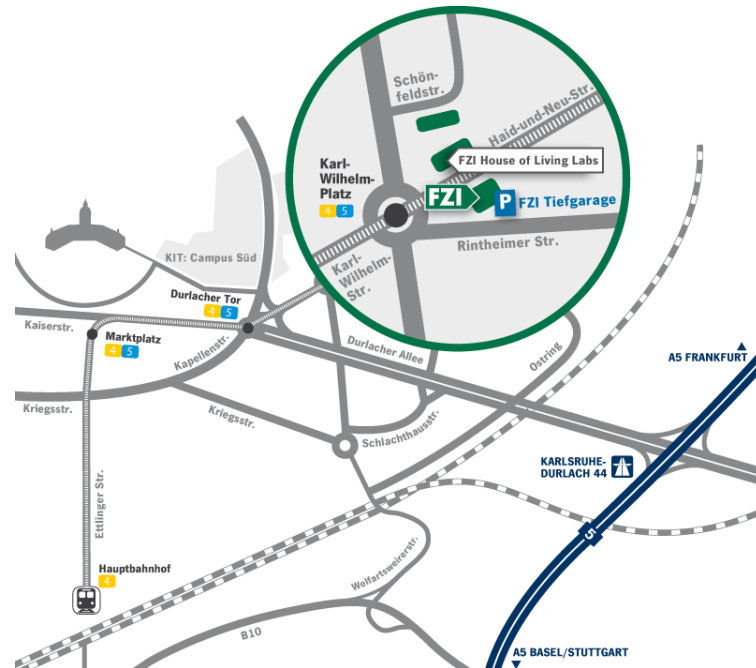 Schön-
feldstr.
Haid-und-Neu-Str.
FZI House of Living Labs
Karl-
Wilhelm-
Platz
4 5
FZI
P FZI Tiefgarage
Rintheimer Str.
KIT: Campus Süd
Karl-
Wilhelm-
Str.
Durlacher Tor
4 5
Kaiserstr.
Marktplatz
4 5
Kapellenstr.
Durlacher Allee
Ostring
A5 FRANKFURT
Kriegsstr.
Kriegsstr.
Schlachthausstr.
KARLSRUHE-
DURLACH 44
Ettlinger Str.
5
Hauptbahnhof
4
Wolfartsweirerstr.
B10
A5 BASEL/STUTTGART